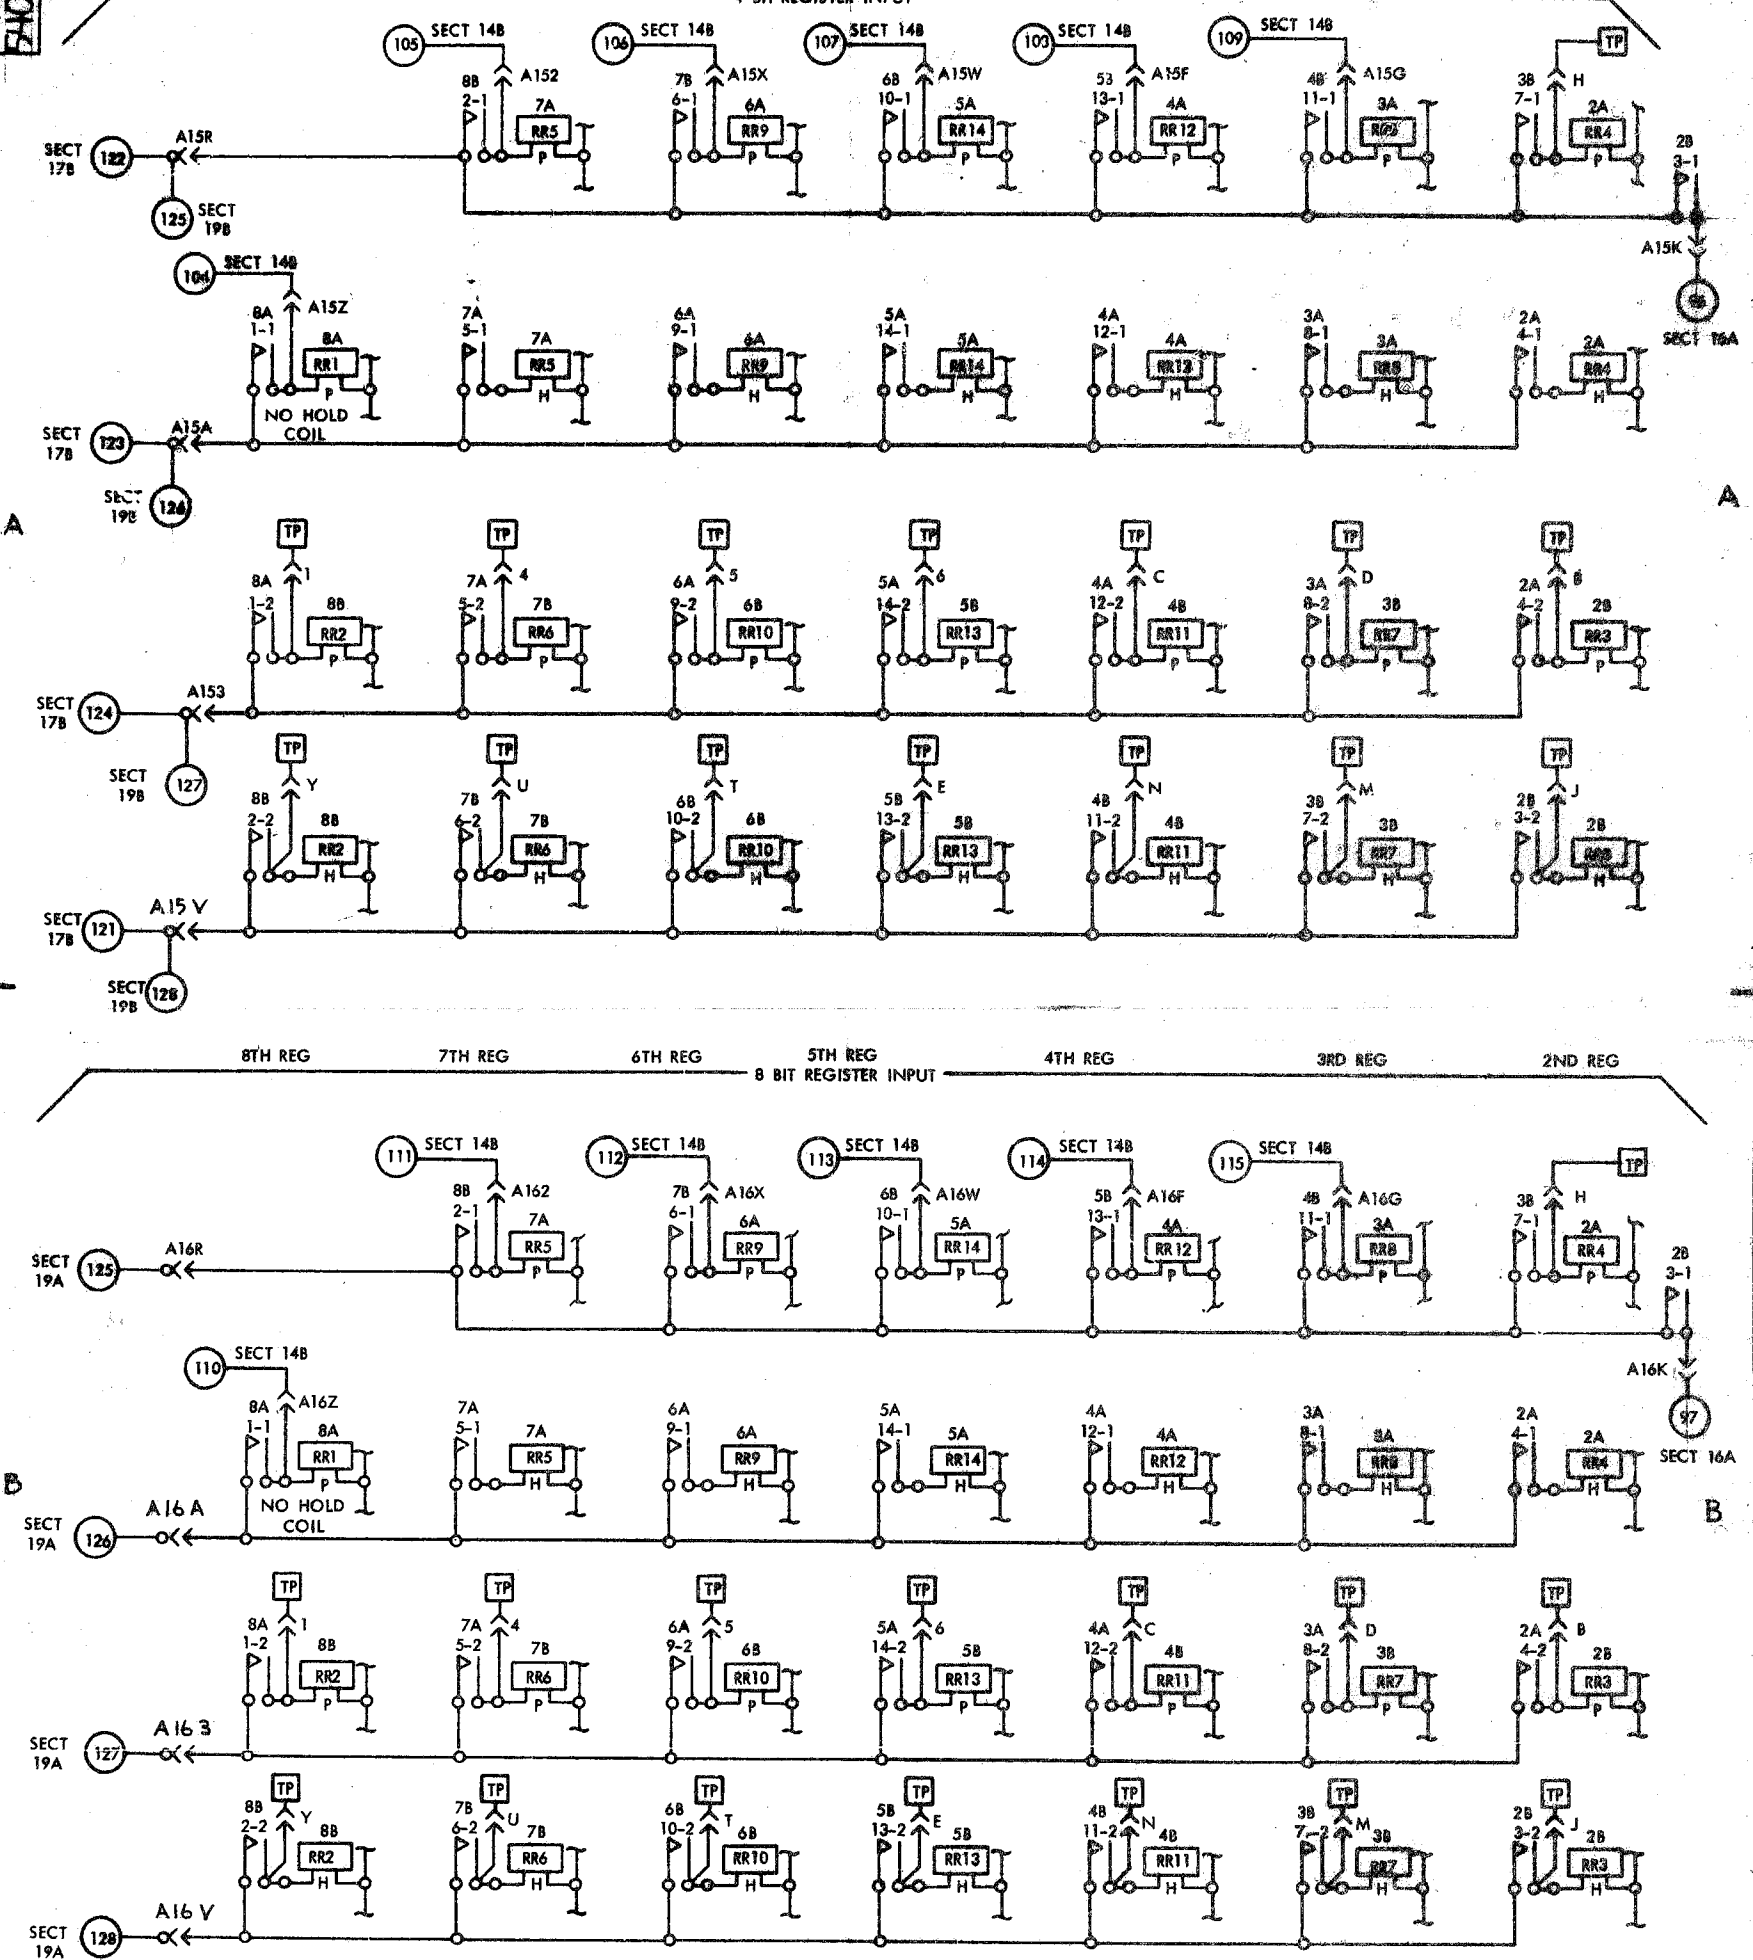 105 SECT 14B 106 SECT 14B 107 SECT 14B 103 SECT 14B 109 SECT 14B TP
8B A152 7B A15X 6B A15W 53 A15F 4B A15G 3B H
2-1 7A 6-1 6A 10-1 5A 13-1 4A 11-1 3A 7-1 2A
RR5 RR9 RR14 RR12 RR4
2B
3-1
SECT 17B 122 A15R P P P P P P
125 SECT 19B
A15K
SECT 16A
104 SECT 14B
A15Z
8A 7A 6A 5A 4A 3A 2A
1-1 5-1 9-1 14-1 12-1 8-1 4-1
8A 7A 6A 5A 4A 3A 2A
RR1 RR5 RR9 RR14 RR12 RR8 RR4
P H H H H H H
NO HOLD
COIL
SECT 17B 123 A15A
SECT 19B 126
A A
TP TP TP TP TP TP TP
8A 1 7A 4 6A 5 5A 6 4A C 3A D 2A B
1-2 8B 5-2 7B 9-2 6B 14-2 5B 12-2 4B 8-2 3B 4-2 2B
RR2 RR6 RR10 RR13 RR11 RR7 RR3
P P P P P P P
SECT 17B 124 A153
SECT 19B 127
TP TP TP TP TP TP TP
8B Y 7B U 6B T 5B E 4B N 3B M 2B J
2-2 8B 6-2 7B 10-2 6B 13-2 5B 11-2 4B 7-2 3B 3-2 2B
RR2 RR6 RR10 RR13 RR11 RR7
H H H H H H H
SECT 17B 121 A15 V
SECT 19B 128
8TH REG 7TH REG 6TH REG 5TH REG 4TH REG 3RD REG 2ND REG
8 BIT REGISTER INPUT
111 SECT 14B 112 SECT 14B 113 SECT 14B 114 SECT 14B 115 SECT 14B TP
8B A162 7B A16X 6B A16W 5B A16F 4B A16G 3B H
2-1 7A 6-1 6A 10-1 5A 13-1 4A 11-1 3A 7-1 2A
RR5 RR9 RR14 RR12 RR8 RR4
2B
3-1
SECT 19A 125 A16R P P P P P P
A16K
97
SECT 16A
110 SECT 14B
A16Z
8A 7A 6A 5A 4A 3A 2A
1-1 5-1 9-1 14-1 12-1 8-1 4-1
8A 7A 6A 5A 4A 3A 2A
RR1 RR5 RR9 RR14 RR12 RR8 RR4
P H H H H H H
NO HOLD
COIL
B B
SECT 19A 126 A16 A
TP TP TP TP TP TP TP
8A 1 7A 4 6A 5 5A 6 4A C 3A D 2A B
1-2 8B 5-2 7B 9-2 6B 14-2 5B 12-2 4B 8-2 3B 4-2 2B
RR2 RR6 RR10 RR13 RR11 RR7 RR3
P P P P P P P
SECT 19A 127 A16 3
TP TP TP TP TP TP TP
8B Y 7B U 6B T 5B E 4B N 3B M 2B J
2-2 8B 6-2 7B 10-2 6B 13-2 5B 11-2 4B 7-2 3B 3-2 2B
RR2 RR6 RR10 RR13 RR11 RR7 RR3
H H H H H H H
SECT 19A 128 A16 V